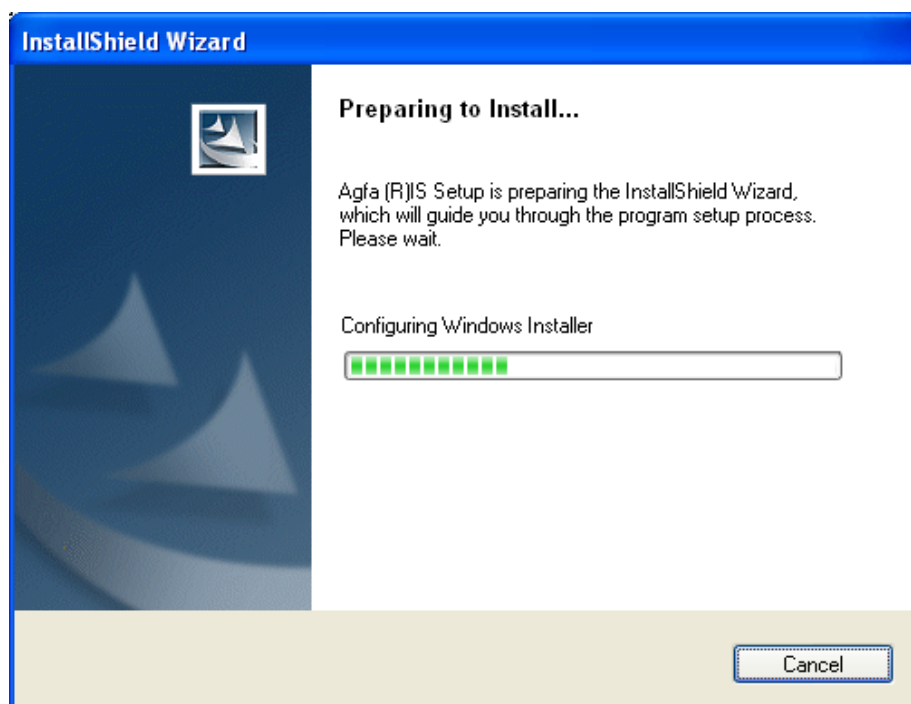 InstallShield Wizard
Preparing to Install...
Agfa (R)IS Setup is preparing the InstallShield Wizard,
which will guide you through the program setup process.
Please wait.
Configuring Windows Installer
Cancel